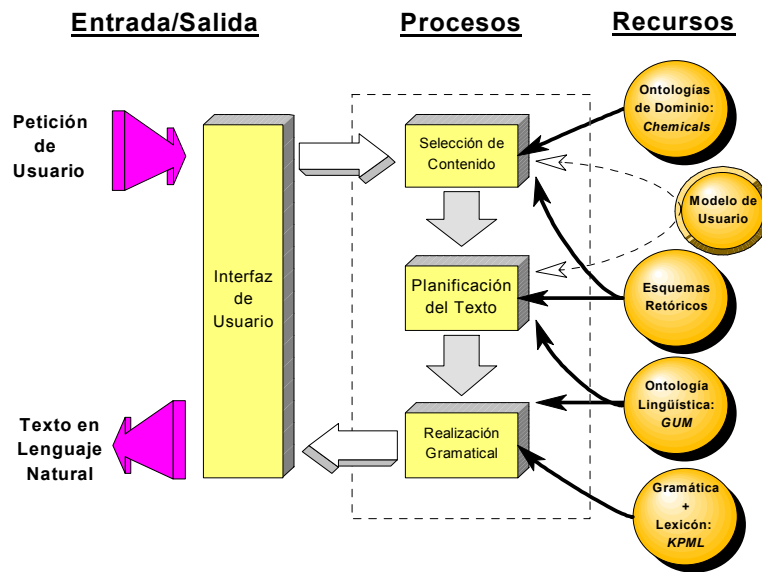 Entrada/Salida
Procesos
Recursos
Petición
de
Usuario
Texto en
Lenguaje
Natural
Interfaz
de
Usuario
Selección de
Contenido
Planificación
del Texto
Realización
Gramatical
Ontologías
de Dominio:
Chemicals
Modelo de
Usuario
Esquemas
Retóricos
Ontología
Lingüística:
GUM
Gramática
+
Lexicón:
KPML